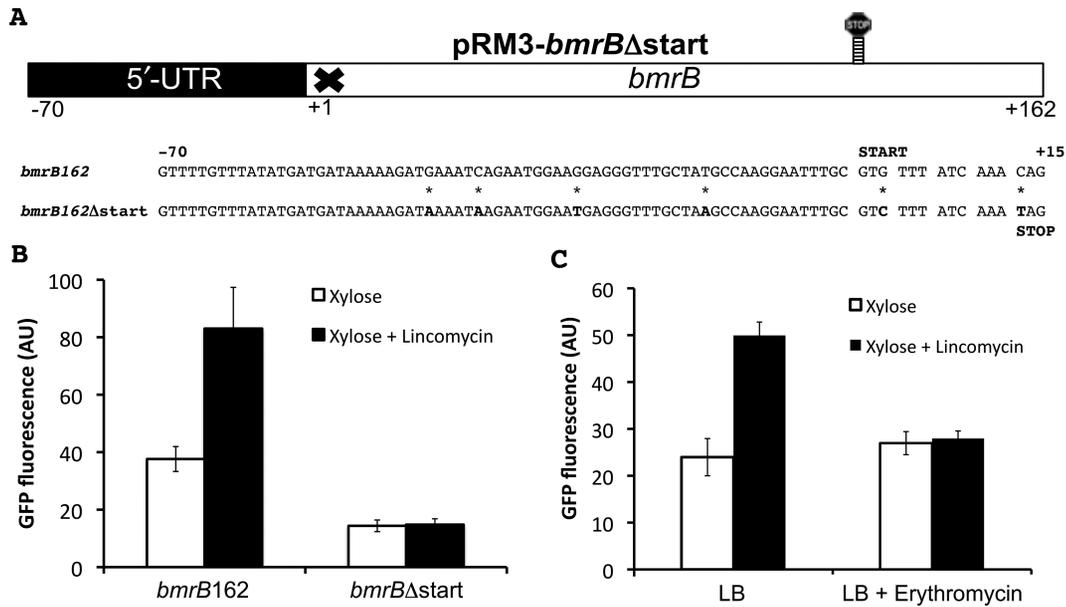 A
STOP
pRM3-bmrBΔstart
5′-UTR
bmrB
-70
+1
+162
-70
START
+15
bmrB162
GTTTTGTTTATATGATGATAAAAAGATGAAATCAGAATGGAAGGAGGGTTTGCTATGCCAAGGAATTTGC GTG TTT ATC AAA CAG
* * * * * *
bmrB162Δstart GTTTTGTTTATATGATGATAAAAAGATAAAATAAGAATGGAATGAGGGTTTGCTAAGCCAAGGAATTTGC GTC TTT ATC AAA TAG
STOP
B
GFP fluorescence (AU)
100
80
60
40
20
0
Xylose
Xylose + Lincomycin
bmrB162
bmrBΔstart
C
GFP fluorescence (AU)
60
50
40
30
20
10
0
Xylose
Xylose + Lincomycin
LB
LB + Erythromycin